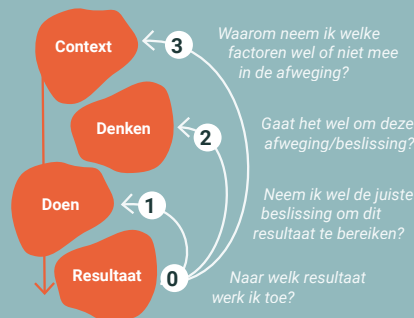 Context
3
Waarom neem ik welke
factoren wel of niet mee
in de afweging?
Denken
2
Gaat het wel om deze
afweging/beslissing?
Doen
1
Neem ik wel de juiste
beslissing om dit
resultaat te bereiken?
Resultaat
0
Naar welk resultaat
werk ik toe?